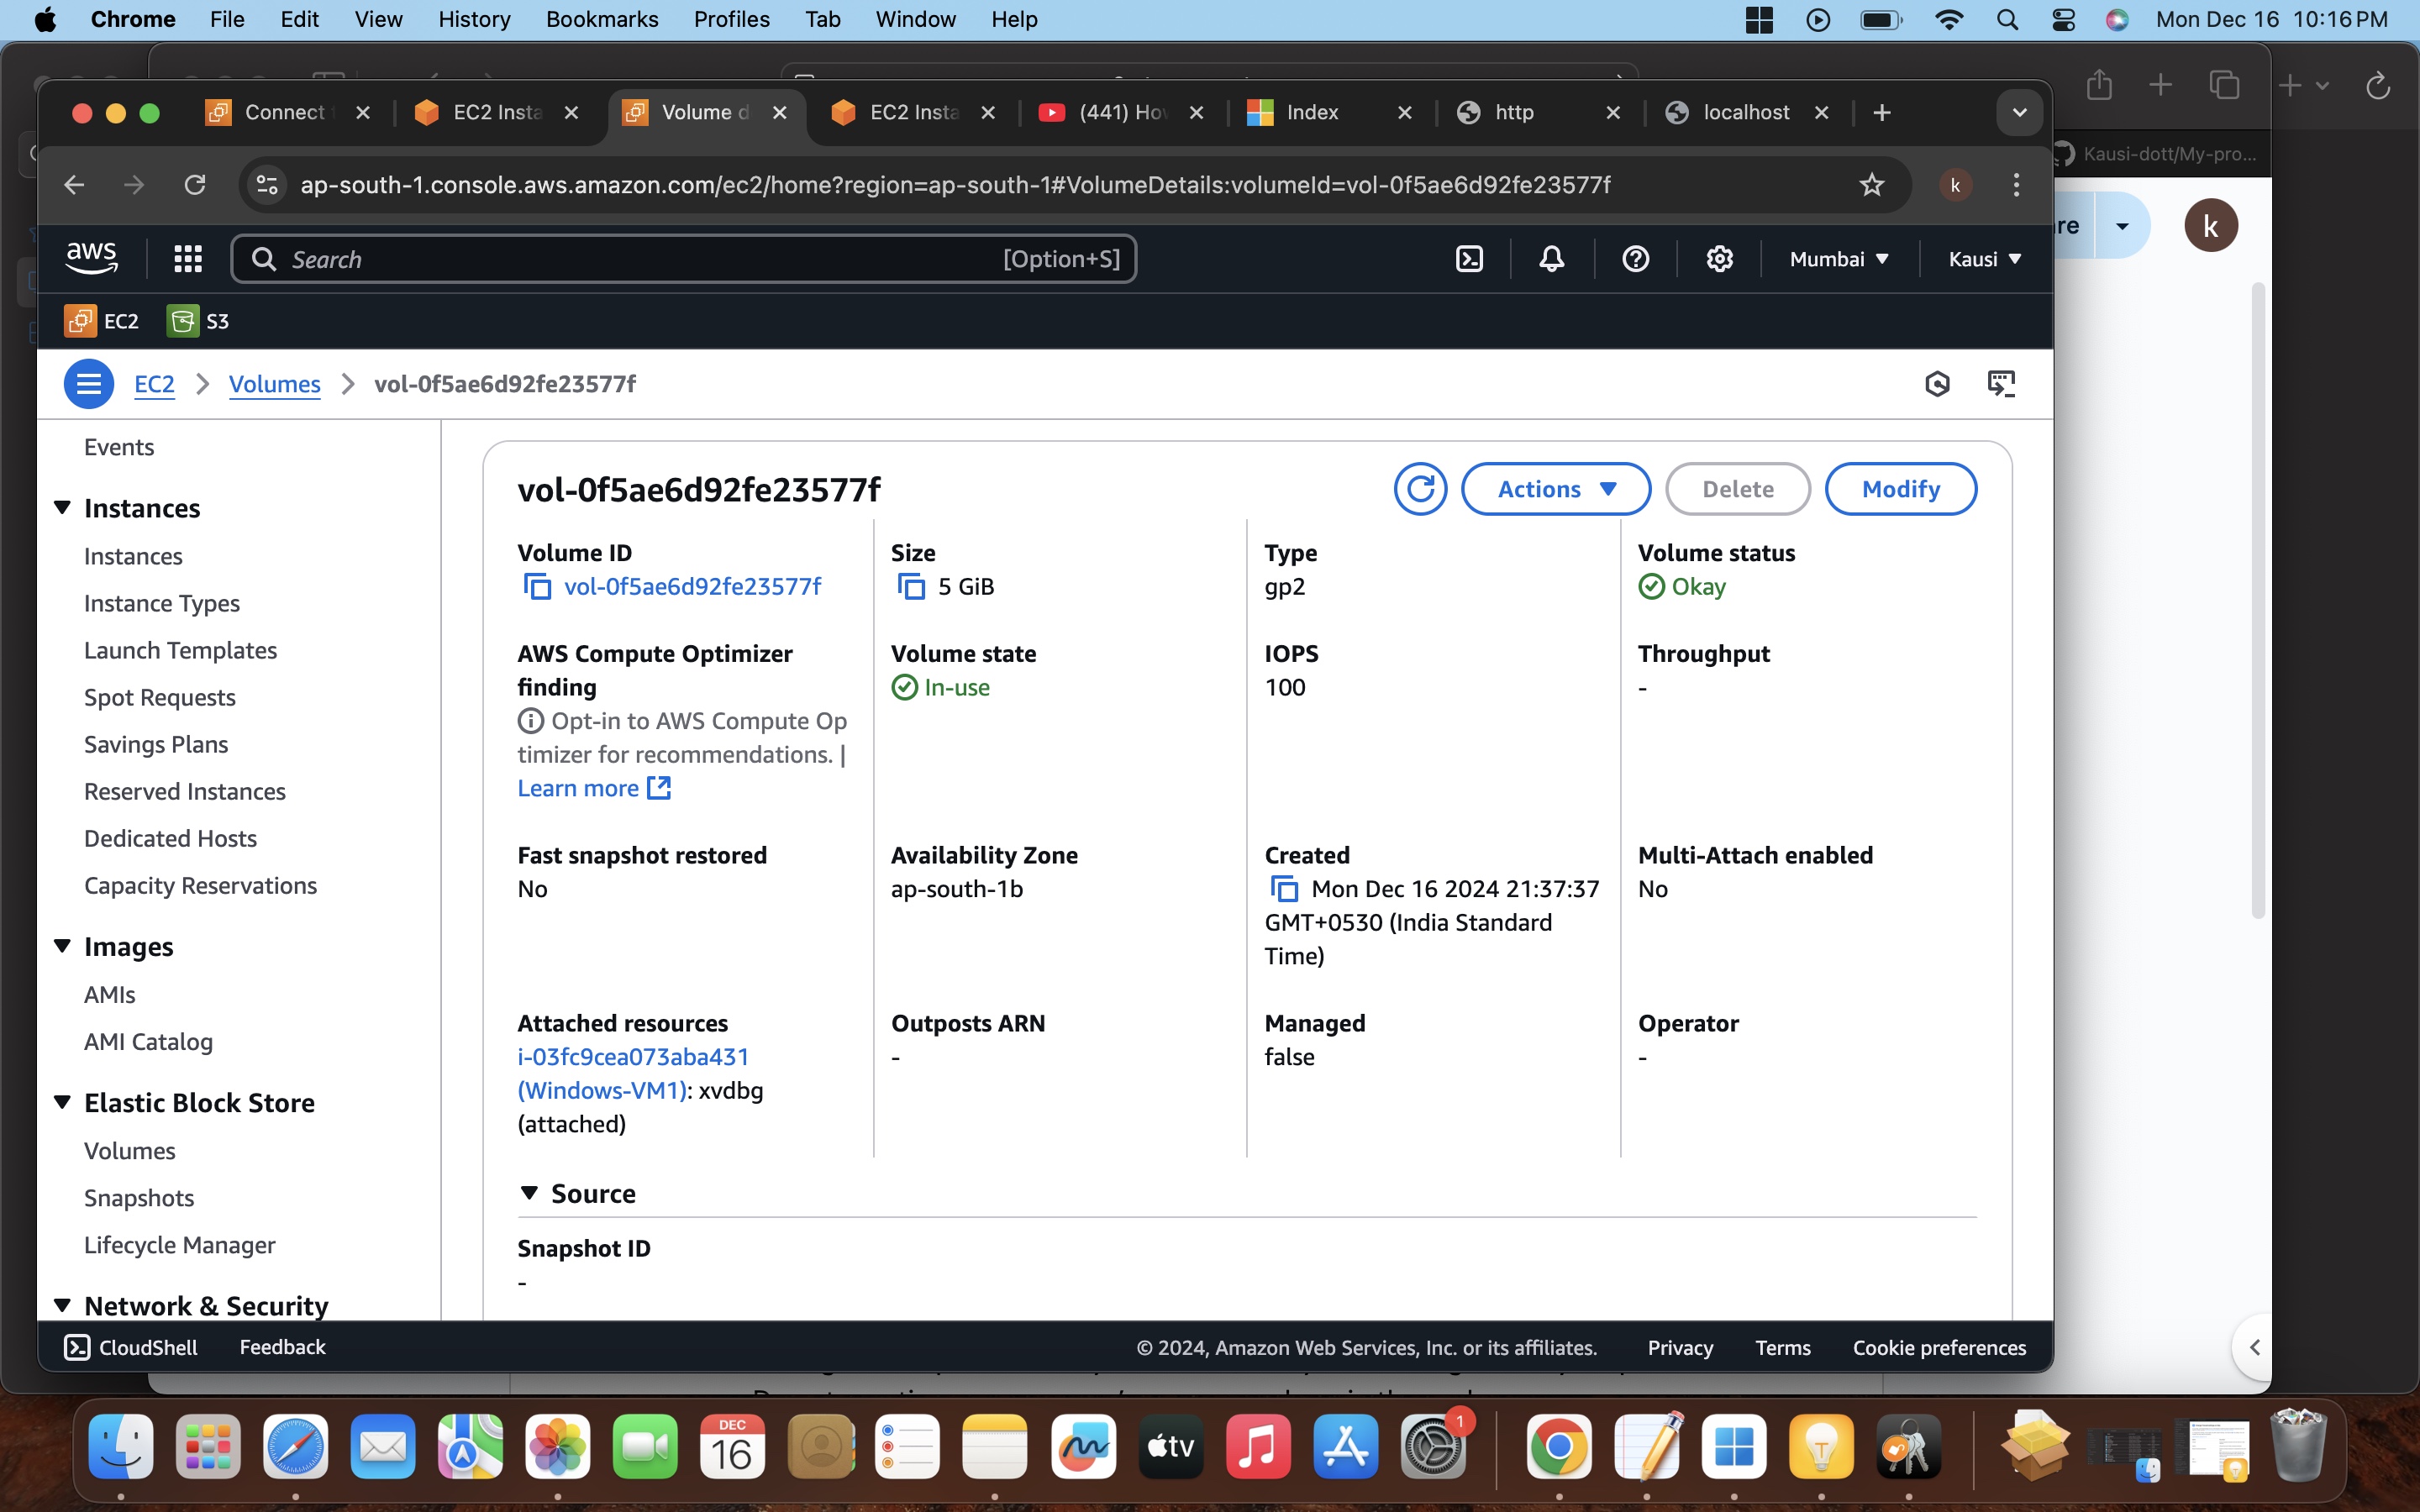 Chrome File Edit View History Bookmarks Profiles Tab Window Help Mon Dec 16 10:16 PM
Connect EC2 Insta Volume d EC2 Insta (441) Ho Index http localhost
Kausi-dott/My-pro...
ap-south-1.console.aws.amazon.com/ec2/home?region=ap-south-1#VolumeDetails:volumeId=vol-0f5ae6d92fe23577f k
re k
aws Search [Option+S] Mumbai Kausi
EC2 S3
EC2 Volumes vol-0f5ae6d92fe23577f
Events
Instances
Instances
Instance Types
Launch Templates
Spot Requests
Savings Plans
Reserved Instances
Dedicated Hosts
Capacity Reservations
Images
AMIs
AMI Catalog
Elastic Block Store
Volumes
Snapshots
Lifecycle Manager
Network & Security
vol-0f5ae6d92fe23577f Actions Delete Modify
Volume ID
vol-0f5ae6d92fe23577f
Size
5 GiB
Type
gp2
Volume status
Okay
AWS Compute Optimizer
finding
Opt-in to AWS Compute Op
timizer for recommendations. |
Learn more
Volume state
In-use
IOPS
100
Throughput
-
Fast snapshot restored
No
Availability Zone
ap-south-1b
Created
Mon Dec 16 2024 21:37:37
GMT+0530 (India Standard
Time)
Multi-Attach enabled
No
Attached resources
i-03fc9cea073aba431
(Windows-VM1): xvdbg
(attached)
Outposts ARN
-
Managed
false
Operator
-
Source
Snapshot ID
-
CloudShell Feedback © 2024, Amazon Web Services, Inc. or its affiliates. Privacy Terms Cookie preferences
DEC
16
tv
1